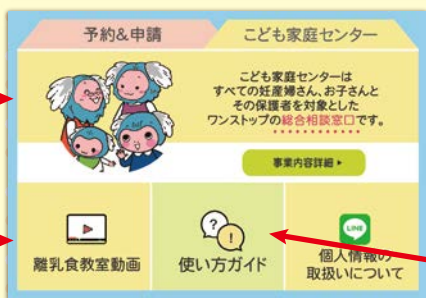 予約&申請
こども家庭センター
こども家庭センターは
すべての妊産婦さん、お子さんと
その保護者を対象とした
ワンストップの総合相談窓口です。
事業内容詳細▶
離乳食教室動画
?
!
使い方ガイド
LINE
個人情報の
取扱いについて